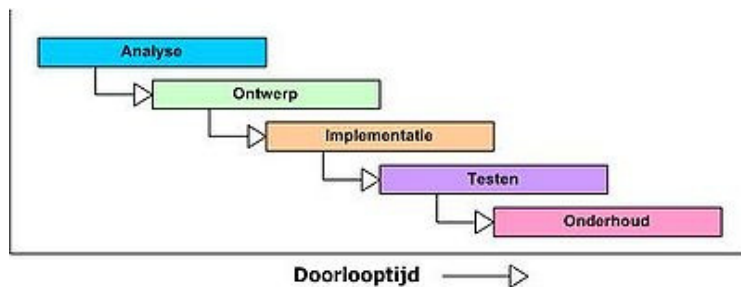 Analyse
Ontwerp
Implementatie
Testen
Onderhoud
Doorlooptijd